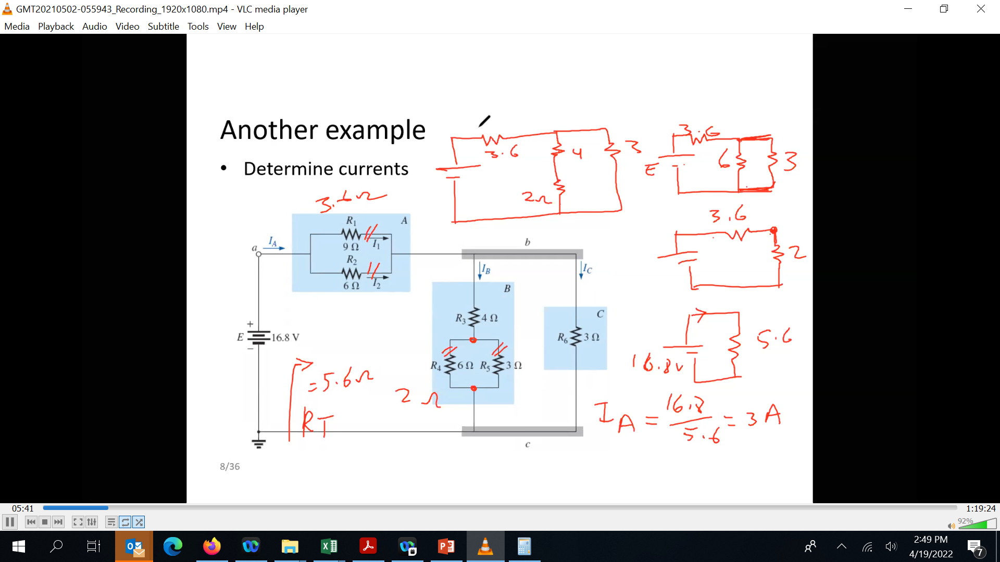 GMT20210502-055943_Recording_1920x1080.mp4 - VLC media player
Media Playback Audio Video Subtitle Tools View Help
Another example
• Determine currents
3.6
4
3
2Ω
3.6
E
6
3
3.6
2
3.6Ω
R1
A
9 Ω
I1
R2
6 Ω
I2
a
IA
b
IB
IC
B
R3
4 Ω
R4
6 Ω
R5
3 Ω
C
R6
3 Ω
+
E
16.8 V
−
= 5.6Ω
RT
2 Ω
c
5.6
16.8v
IA = 16.8 / 5.6 = 3 A
8/36
05:41
1:19:24
92%
2:49 PM
4/19/2022
7